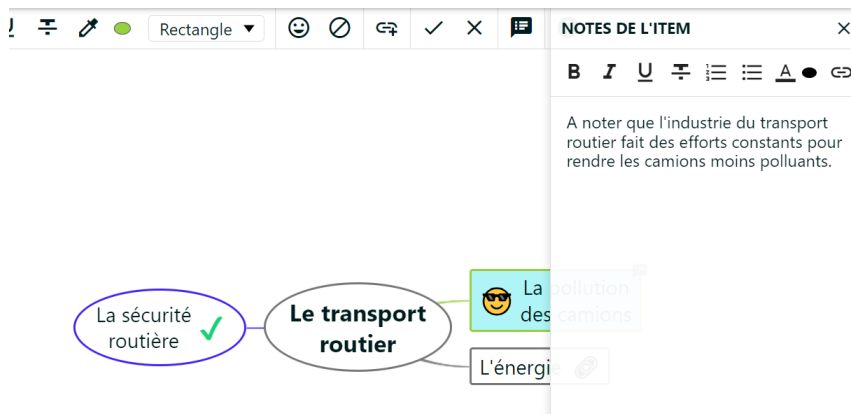 Rectangle
NOTES DE L'ITEM
A noter que l'industrie du transport
routier fait des efforts constants pour
rendre les camions moins polluants.
La sécurité
routière
Le transport
routier
La pollution
des camions
L'énergie